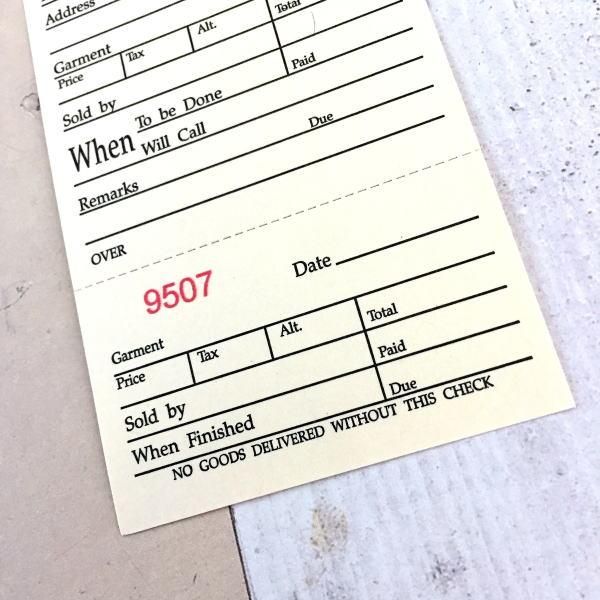 Address
Total
Garment
Price Tax Alt.
Paid
Sold by
When To be Done
Will Call Due
Remarks
OVER
9507 Date
Garment
Price Tax Alt. Total
Paid
Sold by
Due
When Finished
NO GOODS DELIVERED WITHOUT THIS CHECK